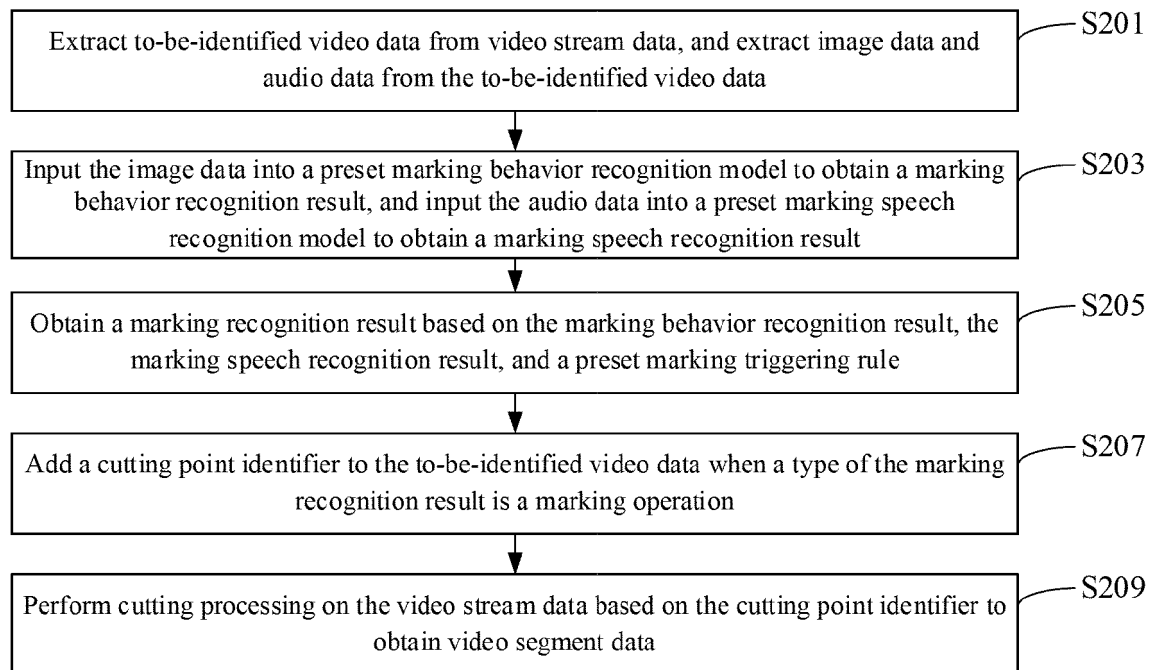 S201
Extract to-be-identified video data from video stream data, and extract image data and
audio data from the to-be-identified video data
S203
Input the image data into a preset marking behavior recognition model to obtain a marking
behavior recognition result, and input the audio data into a preset marking speech
recognition model to obtain a marking speech recognition result
S205
Obtain a marking recognition result based on the marking behavior recognition result, the
marking speech recognition result, and a preset marking triggering rule
S207
Add a cutting point identifier to the to-be-identified video data when a type of the marking
recognition result is a marking operation
S209
Perform cutting processing on the video stream data based on the cutting point identifier to
obtain video segment data